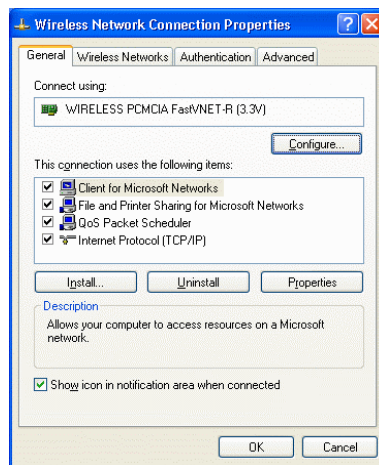 Wireless Network Connection Properties
General Wireless Networks Authentication Advanced
Connect using:
WIRELESS PCMCIA FastVNET-R (3.3V)
Configure...
This connection uses the following items:
Client for Microsoft Networks
File and Printer Sharing for Microsoft Networks
QoS Packet Scheduler
Internet Protocol (TCP/IP)
Install... Uninstall Properties
Description
Allows your computer to access resources on a Microsoft
network.
Show icon in notification area when connected
OK Cancel